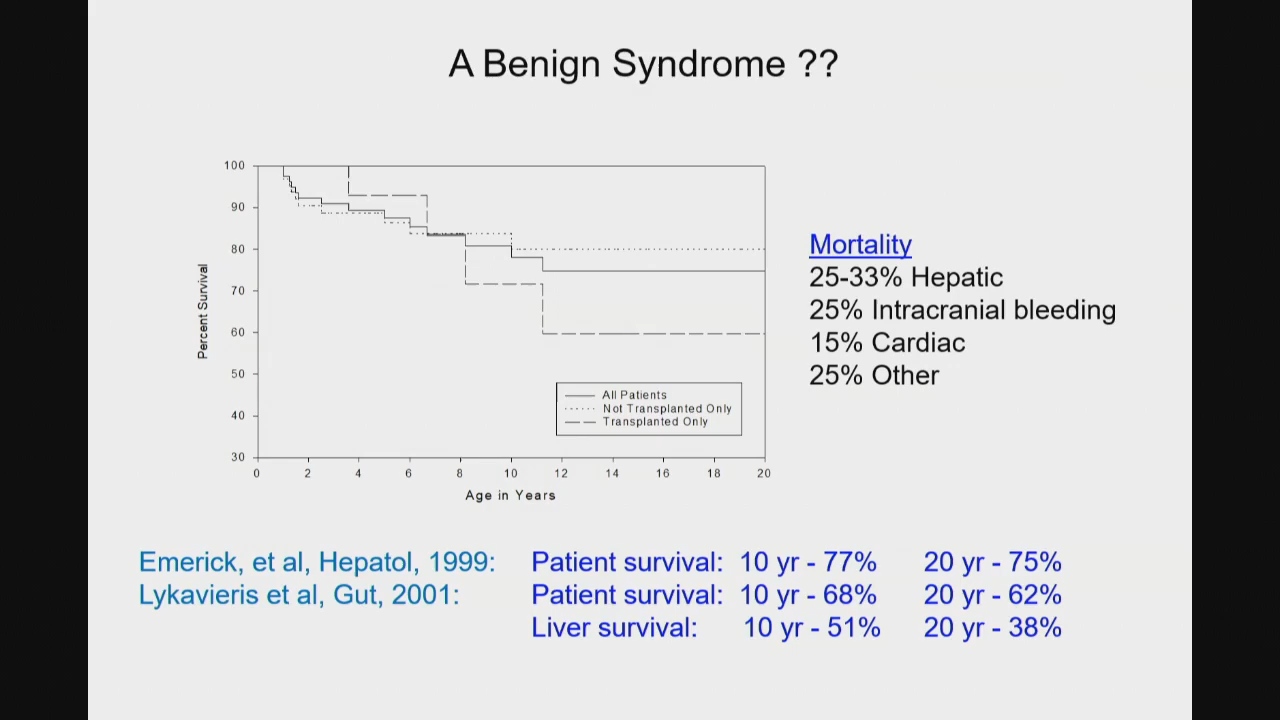 A Benign Syndrome ??
100
90
80
70
60
50
40
30
Percent Survival
0 2 4 6 8 10 12 14 16 18 20
Age in Years
All Patients
Not Transplanted Only
Transplanted Only
Mortality
25-33% Hepatic
25% Intracranial bleeding
15% Cardiac
25% Other
Emerick, et al, Hepatol, 1999: Patient survival: 10 yr - 77% 20 yr - 75%
Lykavieris et al, Gut, 2001: Patient survival: 10 yr - 68% 20 yr - 62%
Liver survival: 10 yr - 51% 20 yr - 38%